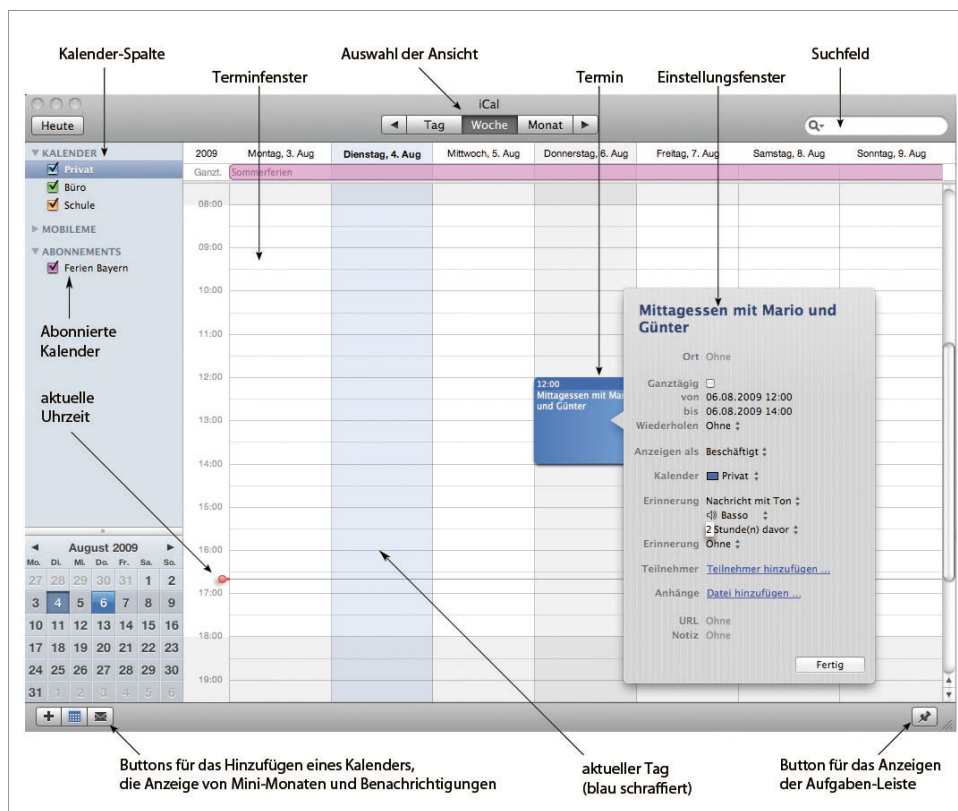 Kalender-Spalte
Auswahl der Ansicht
Suchfeld
Terminfenster
Termin
Einstellungsfenster
iCal
Heute
Tag Woche Monat
KALENDER
Privat
Büro
Schule
MOBILEME
ABONNEMENTS
Ferien Bayern
Abonnierte
Kalender
aktuelle
Uhrzeit
2009 Montag, 3. Aug Dienstag, 4. Aug Mittwoch, 5. Aug Donnerstag, 6. Aug Freitag, 7. Aug Samstag, 8. Aug Sonntag, 9. Aug
Ganzt. Sommerferien
08:00
09:00
10:00
11:00
12:00
13:00
14:00
15:00
16:00
17:00
18:00
19:00
12:00
Mittagessen mit Mar
und Günter
Mittagessen mit Mario und
Günter
Ort Ohne
Ganztägig
von 06.08.2009 12:00
bis 06.08.2009 14:00
Wiederholen Ohne
Anzeigen als Beschäftigt
Kalender Privat
Erinnerung Nachricht mit Ton
Basso
2 Stunde(n) davor
Erinnerung Ohne
Teilnehmer Teilnehmer hinzufügen ...
Anhänge Datei hinzufügen ...
URL Ohne
Notiz Ohne
Fertig
August 2009
Mo. Di. Mi. Do. Fr. Sa. So.
27 28 29 30 31 1 2
3 4 5 6 7 8 9
10 11 12 13 14 15 16
17 18 19 20 21 22 23
24 25 26 27 28 29 30
31 1 2 3 4 5 6
Buttons für das Hinzufügen eines Kalenders,
die Anzeige von Mini-Monaten und Benachrichtigungen
aktueller Tag
(blau schraffiert)
Button für das Anzeigen
der Aufgaben-Leiste